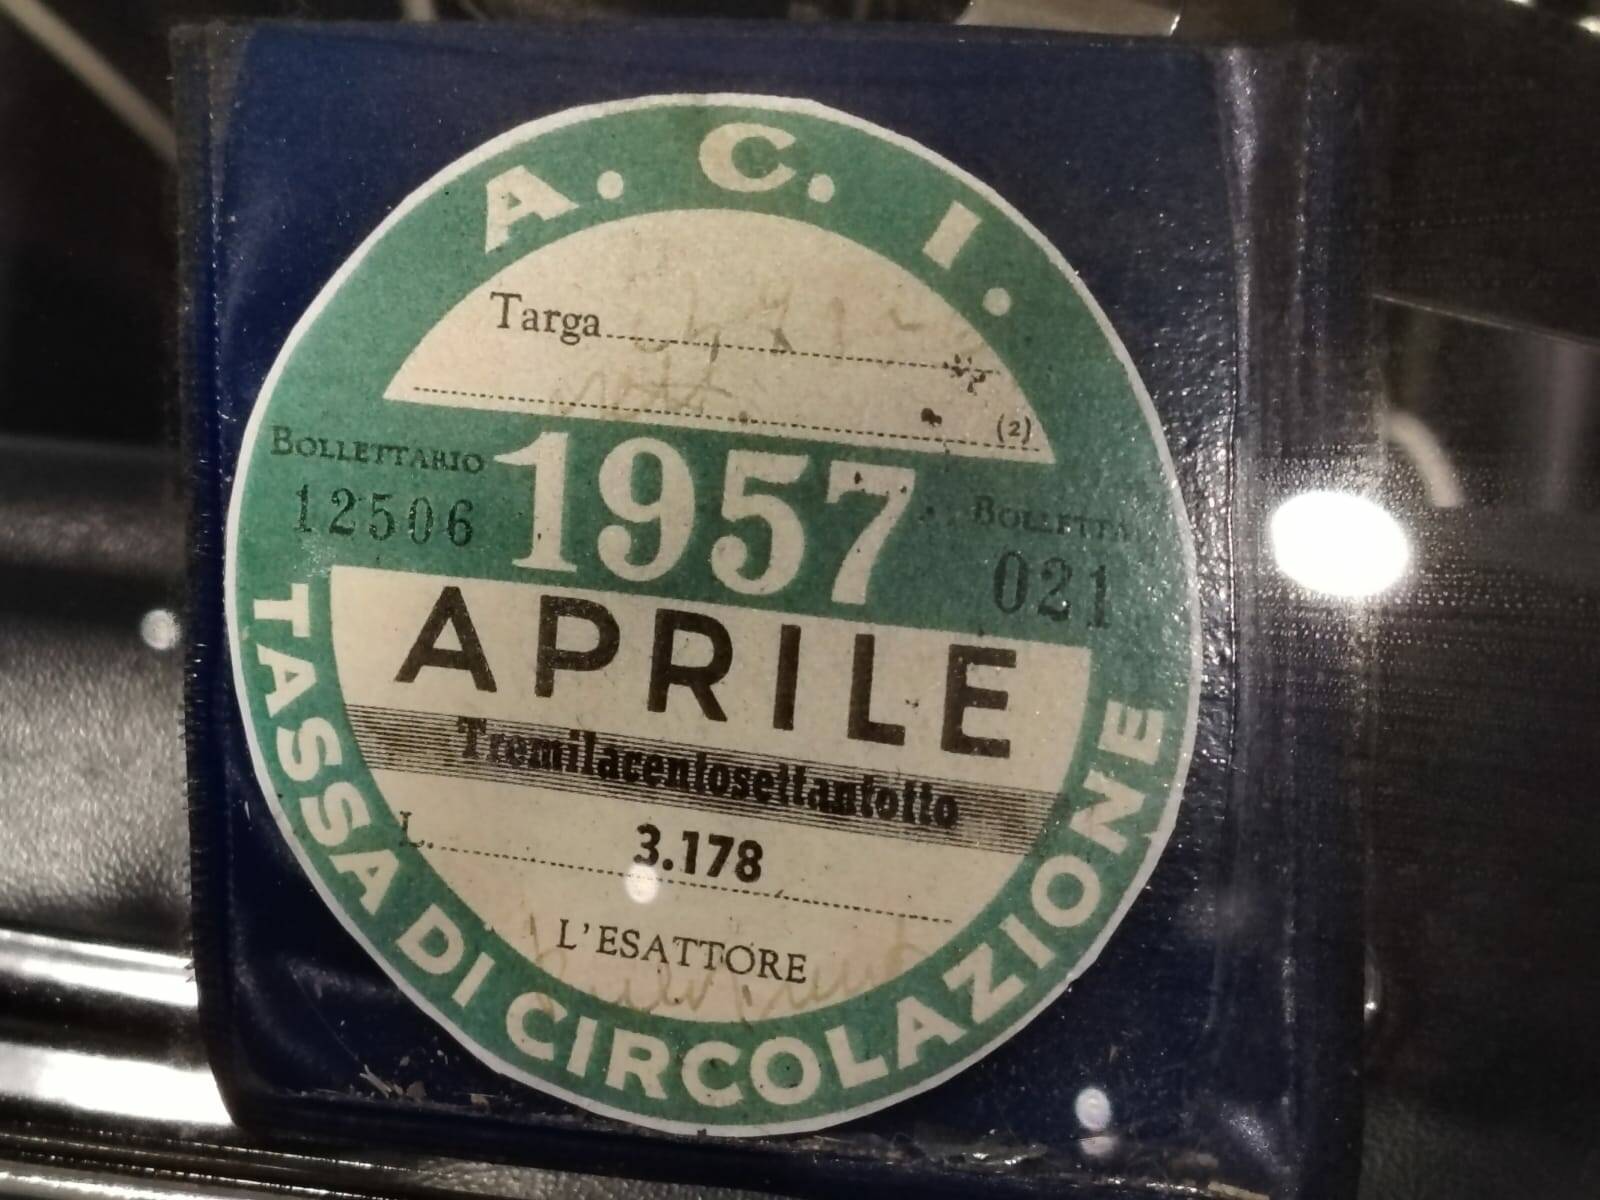 A. C. I.
Targa
(2)
BOLLETTARIO
12506
1957
BOLLETTA
021
APRILE
Tremilacentosettantotto
L. 3.178
L'ESATTORE
TASSA DI CIRCOLAZIONE